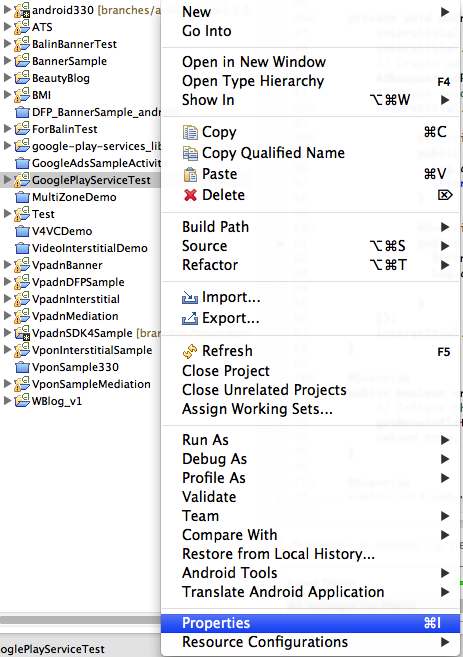 android330 [branches/a
ATS
BalinBannerTest
BannerSample
BeautyBlog
BMI
DFP_BannerSample_and
ForBalinTest
google-play-services_lib
GoogleAdsSampleActivit
GooglePlayServiceTest
MultiZoneDemo
Test
V4VCDemo
VideoInterstitialDemo
VpadnBanner
VpadnDFPSample
VpadnInterstitial
VpadnMediation
VpadnSDK4Sample [bran
VponInterstitialSample
VponSample330
VponSampleMediation
WBlog_v1
ooglePlayServiceTest
New
Go Into
Open in New Window
Open Type Hierarchy F4
Show In ⌥⌘W
Copy ⌘C
Copy Qualified Name
Paste ⌘V
Delete ⌦
Build Path
Source ⌥⌘S
Refactor ⌥⌘T
Import...
Export...
Refresh F5
Close Project
Close Unrelated Projects
Assign Working Sets...
Run As
Debug As
Profile As
Validate
Team
Compare With
Restore from Local History...
Android Tools
Translate Android Application
Properties ⌘I
Resource Configurations